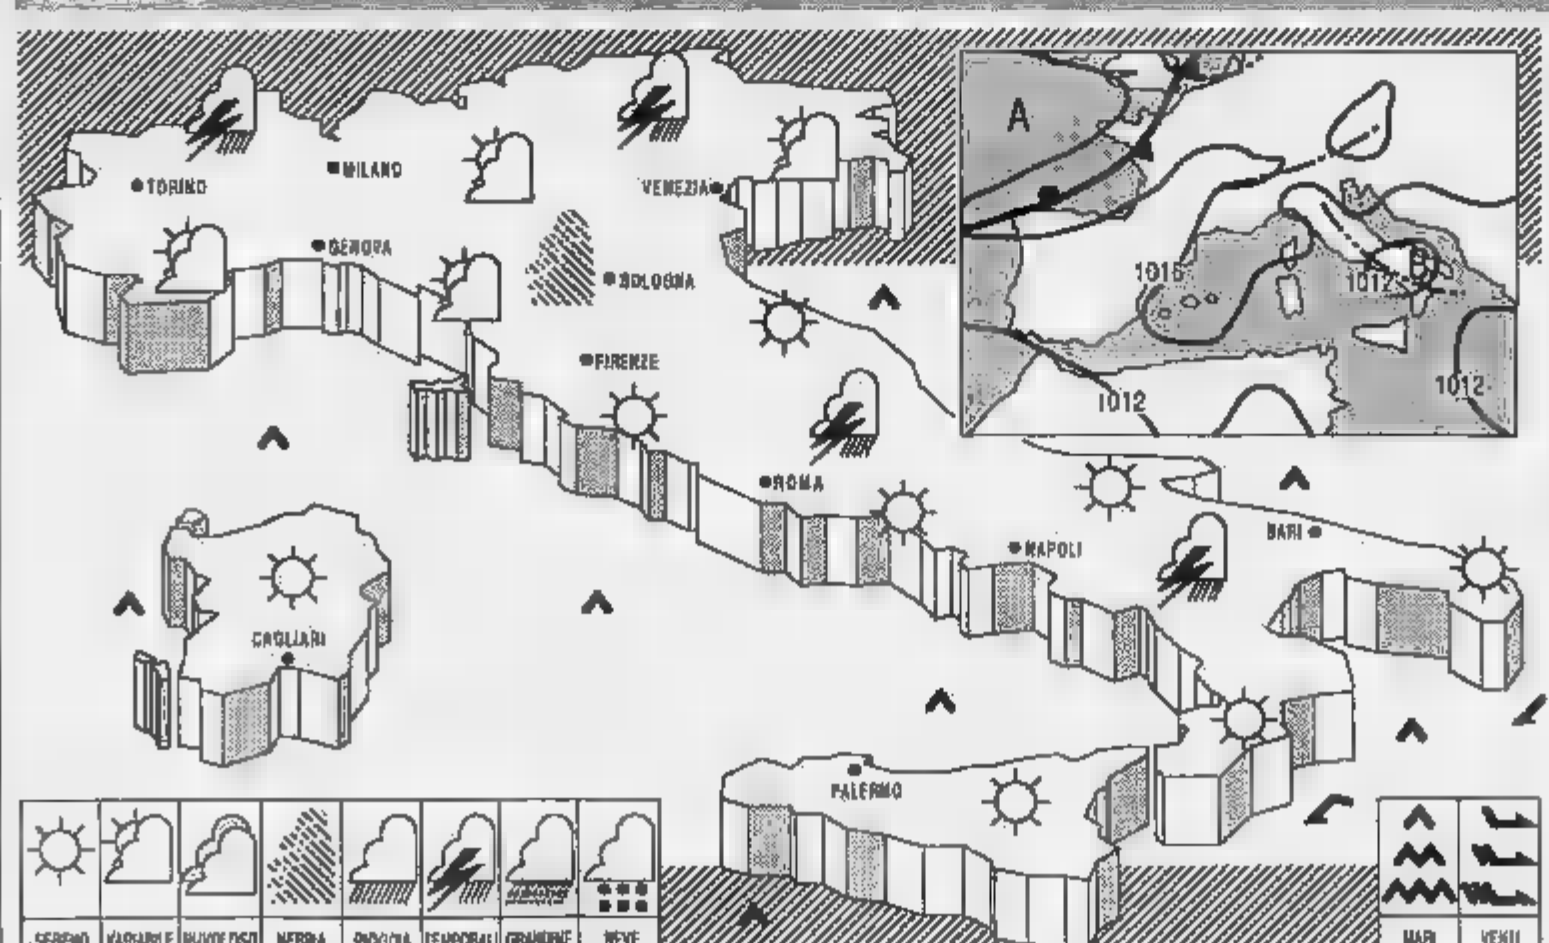 A
TORINO
MILANO
VENEZIA
GENOVA
BOLOGNA
1016
1012
B
FIRENZE
1012
1012
ROMA
NAPOLI
BARI
CAGLIARI
PALERMO
SERENO VARIABILE NUVOLOSO NEBBIA PIOGGIA TEMPORALI GRANDINE NEVE
MARI VENTI